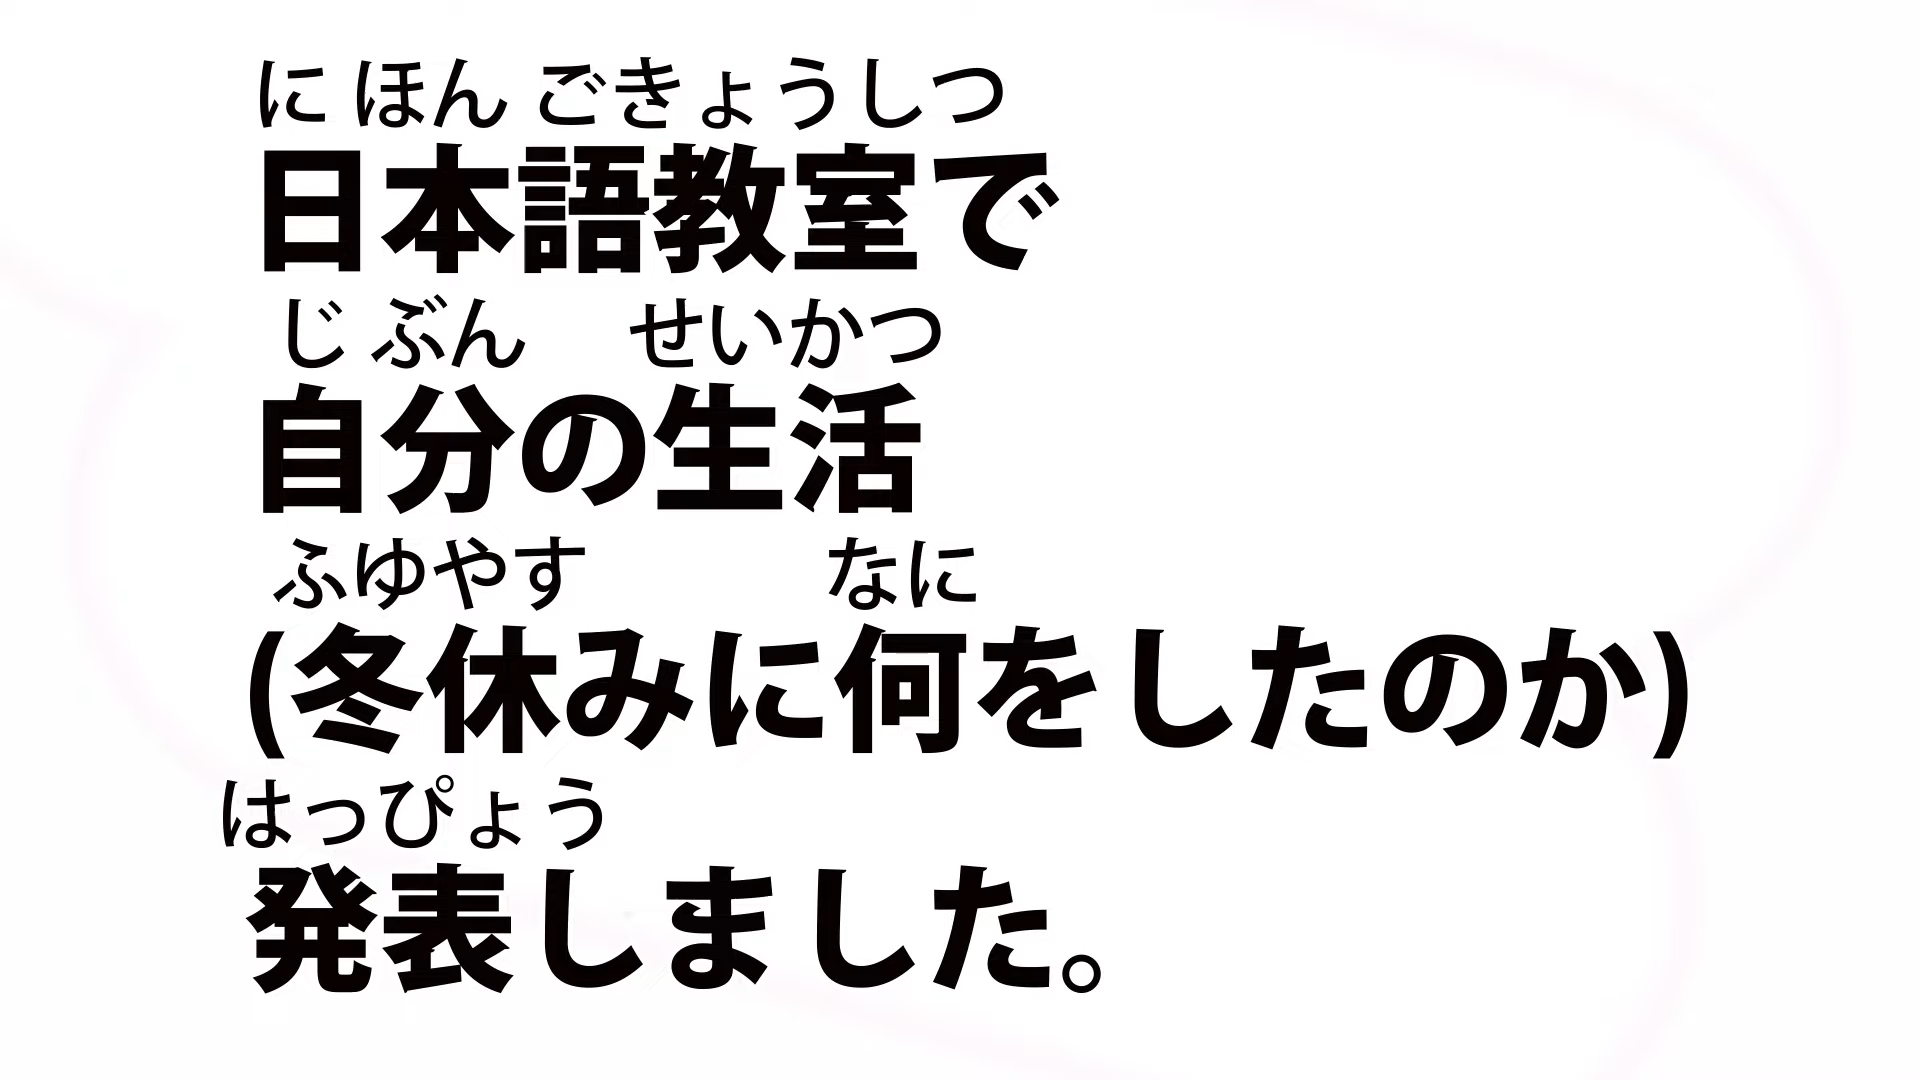 に ほん ごきょうしつ
日本語教室で
じ ぶん せいかつ
自分の生活
ふゆやす なに
(冬休みに何をしたのか)
はっぴょう
発表しました。